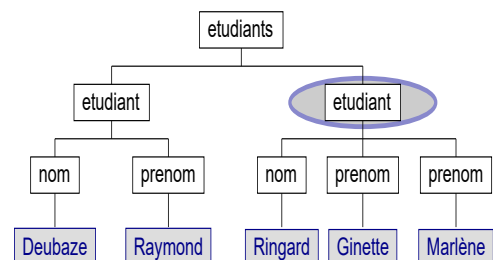 etudiants
etudiant etudiant
nom prenom nom prenom prenom
Deubaze Raymond Ringard Ginette Marlène